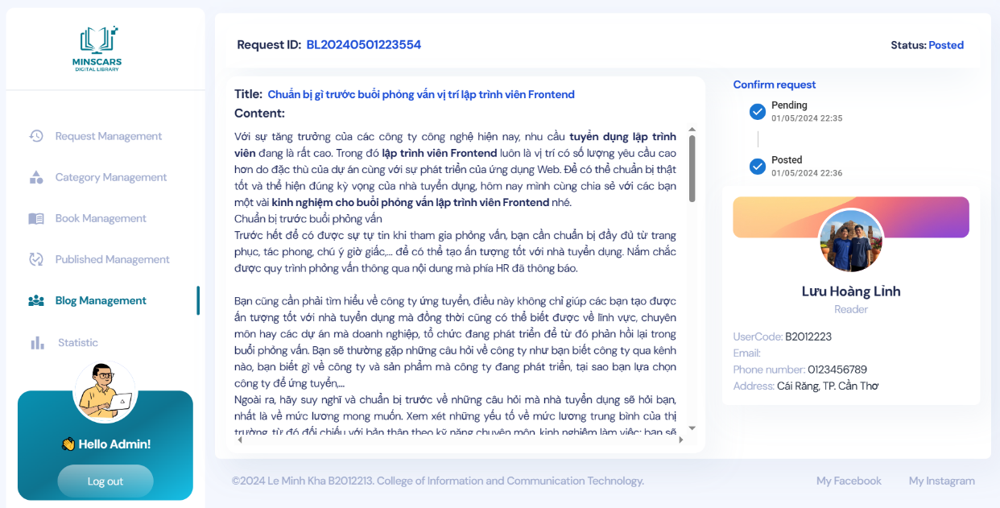 MINSCARS
DIGITAL LIBRARY
Request Management
Category Management
Book Management
Published Management
Blog Management
Statistic
👋 Hello Admin!
Log out
Request ID: BL20240501223554
Status: Posted
Title: Chuẩn bị gì trước buổi phỏng vấn vị trí lập trình viên Frontend
Content:
Với sự tăng trưởng của các công ty công nghệ hiện nay, nhu cầu tuyển dụng lập trình
viên đang là rất cao. Trong đó lập trình viên Frontend luôn là vị trí có số lượng yêu cầu cao
hơn do đặc thù của dự án cùng với sự phát triển của ứng dụng Web. Để có thể chuẩn bị thật
tốt và thể hiện đúng kỳ vọng của nhà tuyển dụng, hôm nay mình cùng chia sẻ với các bạn
một vài kinh nghiệm cho buổi phỏng vấn lập trình viên Frontend nhé.
Chuẩn bị trước buổi phỏng vấn
Trước hết để có được sự tự tin khi tham gia phỏng vấn, bạn cần chuẩn bị đầy đủ từ trang
phục, tác phong, chú ý giờ giấc,... để có thể tạo ấn tượng tốt với nhà tuyển dụng. Nắm chắc
được quy trình phỏng vấn thông qua nội dung mà phía HR đã thông báo.
Bạn cũng cần phải tìm hiểu về công ty ứng tuyển, điều này không chỉ giúp các bạn tạo được
ấn tượng tốt với nhà tuyển dụng mà đồng thời cũng có thể biết được về lĩnh vực, chuyên
môn hay các dự án mà doanh nghiệp, tổ chức đang phát triển để từ đó phản hồi lại trong
buổi phỏng vấn. Bạn sẽ thường gặp những câu hỏi về công ty như bạn biết công ty qua kênh
nào, bạn biết gì về công ty và sản phẩm mà công ty đang phát triển, tại sao bạn lựa chọn
công ty để ứng tuyển,...
Ngoài ra, hãy suy nghĩ và chuẩn bị trước về những câu hỏi mà nhà tuyển dụng sẽ hỏi bạn,
nhất là về mức lương mong muốn. Xem xét những yếu tố về mức lương trung bình của thị
trường, từ đó đối chiếu với bản thân theo kỹ năng chuyên môn, kinh nghiệm làm việc; bạn sẽ
Confirm request
Pending
01/05/2024 22:35
Posted
01/05/2024 22:36
Lưu Hoàng Lỉnh
Reader
UserCode: B2012223
Email:
Phone number: 0123456789
Address: Cái Răng, TP. Cần Thơ
©2024 Le Minh Kha B2012213. College of Information and Communication Technology.
My Facebook
My Instagram